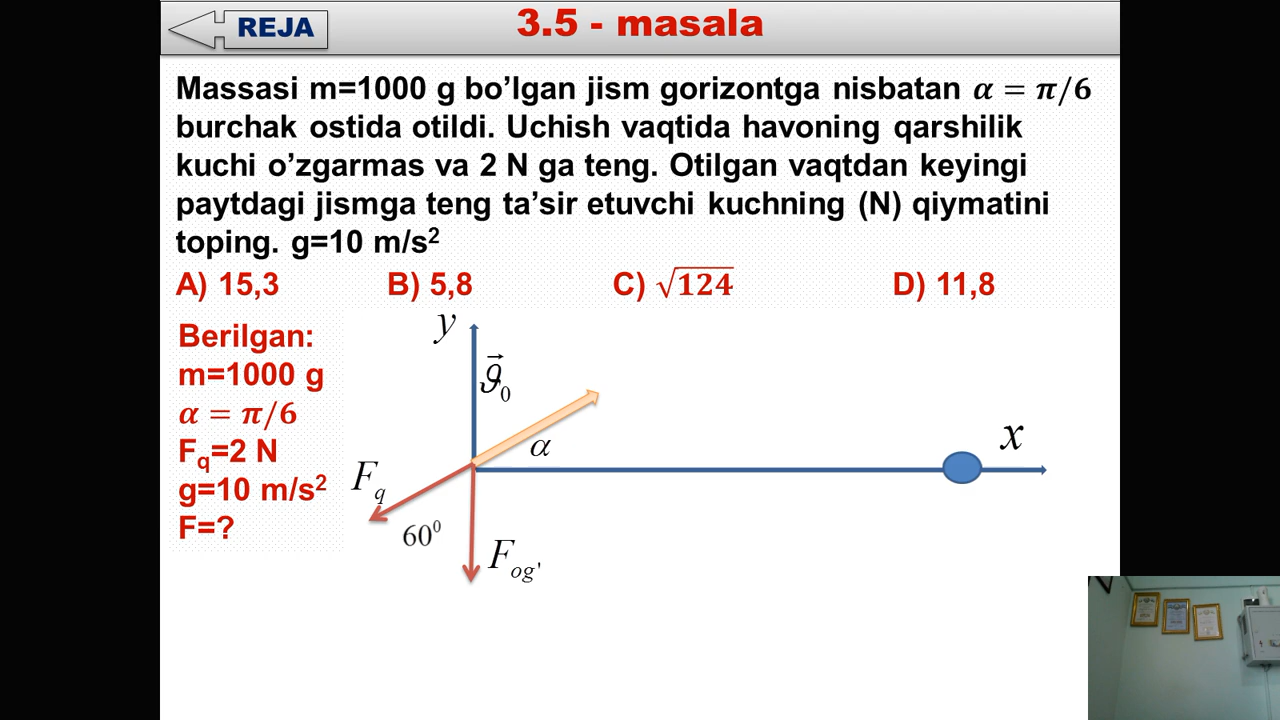 REJA
3.5 - masala
Massasi m=1000 g bo’lgan jism gorizontga nisbatan α = π/6
burchak ostida otildi. Uchish vaqtida havoning qarshilik
kuchi o’zgarmas va 2 N ga teng. Otilgan vaqtdan keyingi
paytdagi jismga teng ta’sir etuvchi kuchning (N) qiymatini
toping. g=10 m/s²
A) 15,3 B) 5,8 C) √124 D) 11,8
Berilgan:
m=1000 g
α = π/6
Fq=2 N
g=10 m/s²
F=?
y
ϑ⃗₀
α
x
Fq
60⁰
Fog'